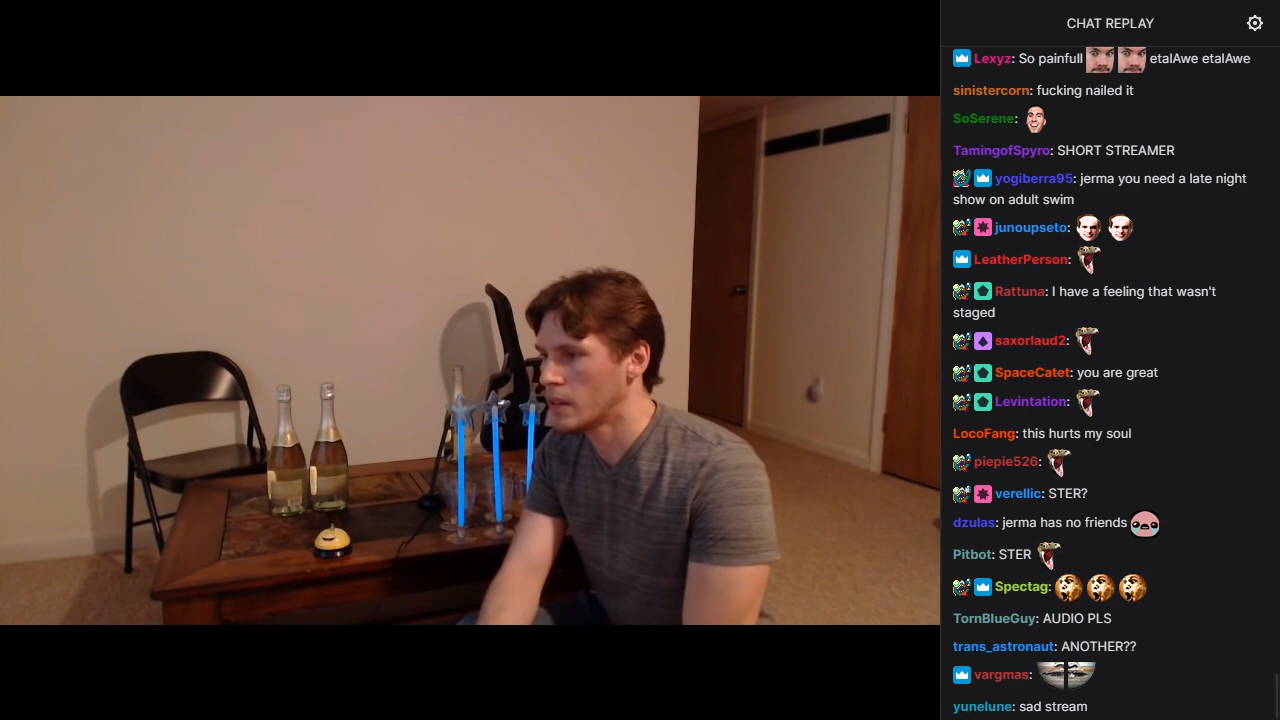 CHAT REPLAY
Lexyz: So painfull etalAwe etalAwe
sinistercorn: fucking nailed it
SoSerene:
TamingofSpyro: SHORT STREAMER
yogiberra95: jerma you need a late night
show on adult swim
junoupseto:
LeatherPerson:
Rattuna: I have a feeling that wasn't
staged
saxorlaud2:
SpaceCatet: you are great
Levintation:
LocoFang: this hurts my soul
piepie526:
verellic: STER?
dzulas: jerma has no friends
Pitbot: STER
Spectag:
TornBlueGuy: AUDIO PLS
trans_astronaut: ANOTHER??
vargmas:
yunelune: sad stream